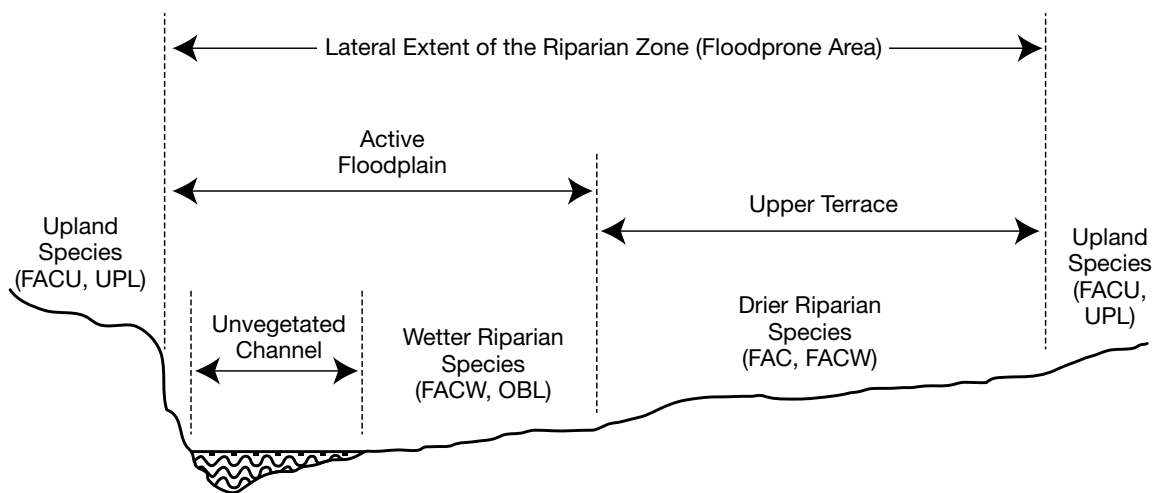 Lateral Extent of the Riparian Zone (Floodprone Area)
Active
Floodplain
Upper Terrace
Upland
Species
(FACU, UPL)
Unvegetated
Channel
Wetter Riparian
Species
(FACW, OBL)
Drier Riparian
Species
(FAC, FACW)
Upland
Species
(FACU,
UPL)